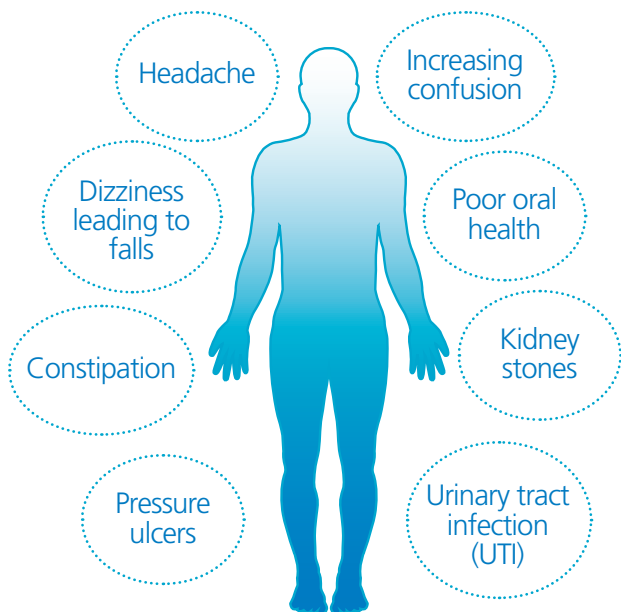 Headache
Increasing
confusion
Dizziness
leading to
falls
Poor oral
health
Constipation
Kidney
stones
Pressure
ulcers
Urinary tract
infection
(UTI)